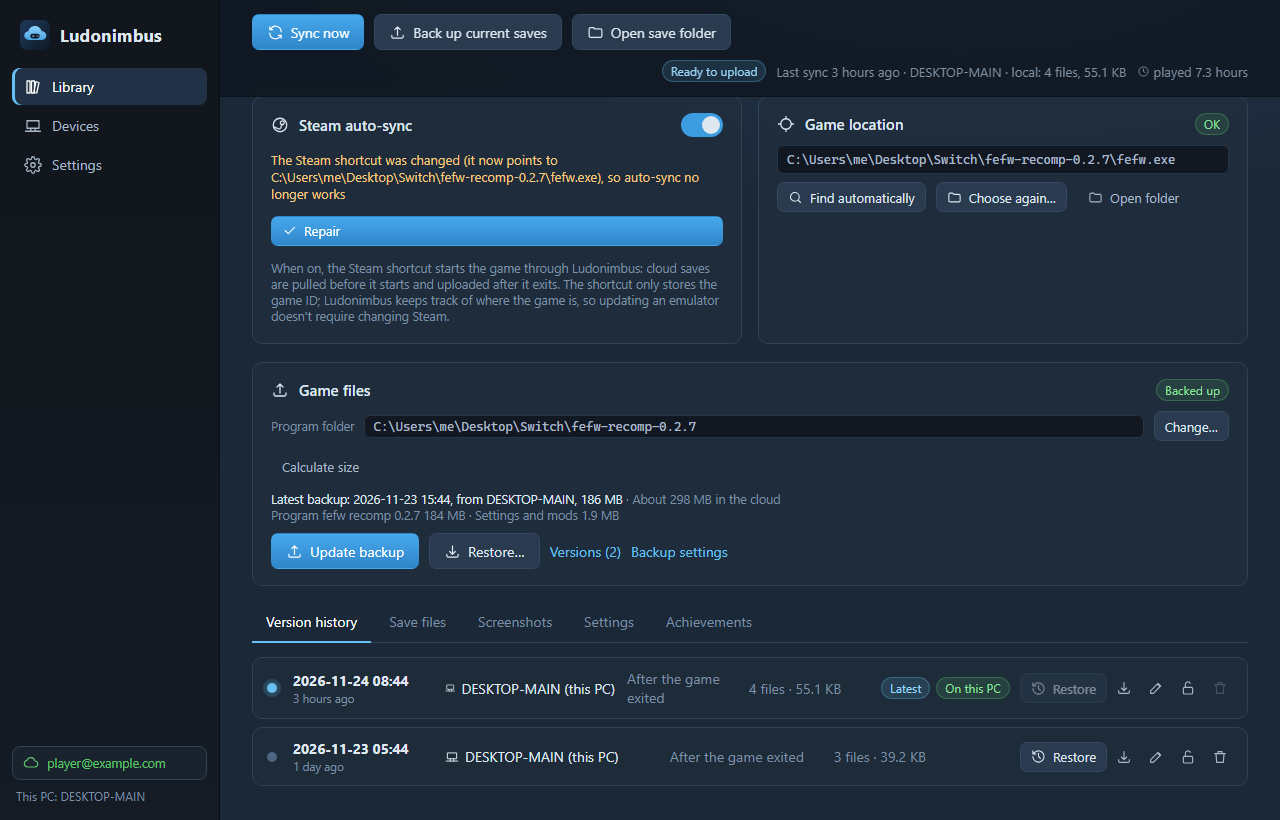 Ludonimbus
Library
Devices
Settings
player@example.com
This PC: DESKTOP-MAIN
Sync now
Back up current saves
Open save folder
Ready to upload
Last sync 3 hours ago · DESKTOP-MAIN · local: 4 files, 55.1 KB
played 7.3 hours
Steam auto-sync
The Steam shortcut was changed (it now points to
C:\Users\me\Desktop\Switch\fefw-recomp-0.2.7\fefw.exe), so auto-sync no
longer works
Repair
When on, the Steam shortcut starts the game through Ludonimbus: cloud saves
are pulled before it starts and uploaded after it exits. The shortcut only stores the
game ID; Ludonimbus keeps track of where the game is, so updating an emulator
doesn't require changing Steam.
Game location
OK
C:\Users\me\Desktop\Switch\fefw-recomp-0.2.7\fefw.exe
Find automatically
Choose again...
Open folder
Game files
Backed up
Program folder
C:\Users\me\Desktop\Switch\fefw-recomp-0.2.7
Change...
Calculate size
Latest backup: 2026-11-23 15:44, from DESKTOP-MAIN, 186 MB · About 298 MB in the cloud
Program fefw recomp 0.2.7 184 MB · Settings and mods 1.9 MB
Update backup
Restore...
Versions (2)
Backup settings
Version history
Save files
Screenshots
Settings
Achievements
2026-11-24 08:44
3 hours ago
DESKTOP-MAIN (this PC)
After the game
exited
4 files · 55.1 KB
Latest
On this PC
Restore
2026-11-23 05:44
1 day ago
DESKTOP-MAIN (this PC)
After the game exited
3 files · 39.2 KB
Restore